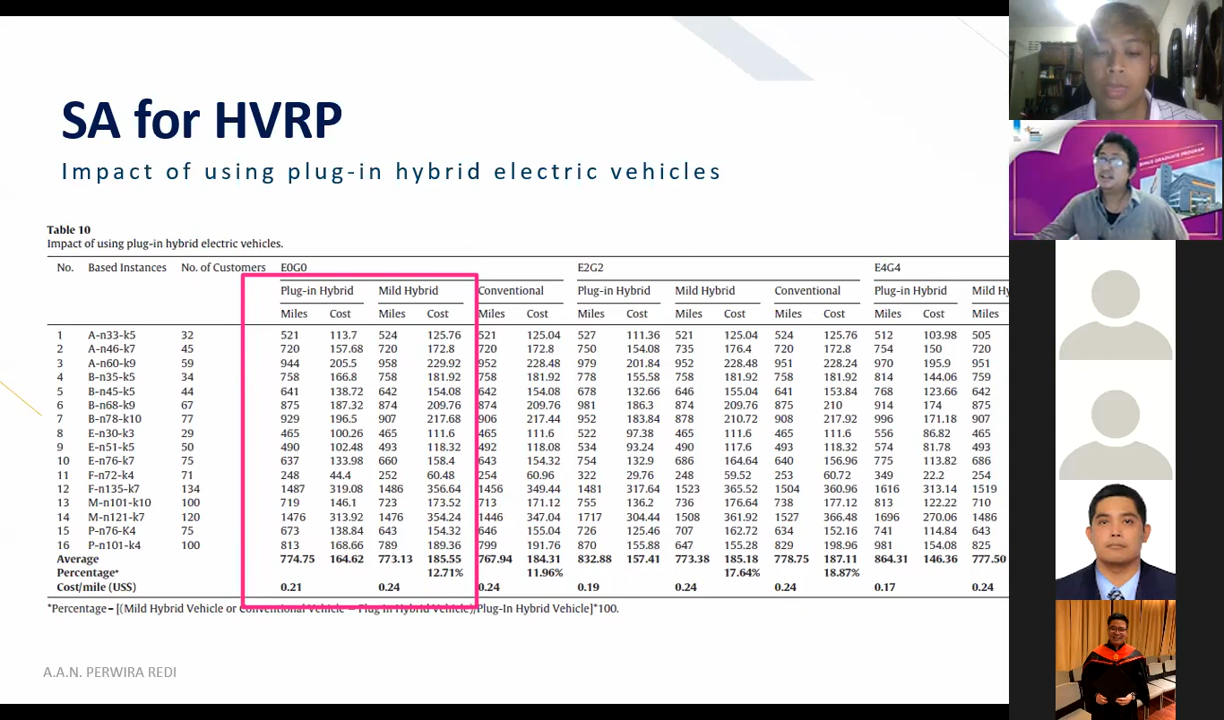 SA for HVRP
Impact of using plug-in hybrid electric vehicles
Table 10
Impact of using plug-in hybrid electric vehicles.
No. Based Instances No. of Customers E0G0 E2G2 E4G4
Plug-in Hybrid Mild Hybrid Conventional Plug-in Hybrid Mild Hybrid Conventional Plug-in Hybrid Mild Hy
Miles Cost Miles Cost Miles Cost Miles Cost Miles Cost Miles Cost Miles Cost Miles
1 A-n33-k5 32 521 113.7 524 125.76 521 125.04 527 111.36 521 125.04 524 125.76 512 103.98 505
2 A-n46-k7 45 720 157.68 720 172.8 720 172.8 750 154.08 735 176.4 720 172.8 754 150 720
3 A-n60-k9 59 944 205.5 958 229.92 952 228.48 979 201.84 952 228.48 951 228.24 970 195.9 951
4 B-n35-k5 34 758 166.8 758 181.92 758 181.92 778 155.58 758 181.92 758 181.92 814 144.06 759
5 B-n45-k5 44 641 138.72 642 154.08 642 154.08 678 132.66 646 155.04 641 153.84 768 123.66 642
6 B-n68-k9 67 875 187.32 874 209.76 874 209.76 981 186.3 874 209.76 875 210 914 174 875
7 B-n78-k10 77 929 196.5 907 217.68 906 217.44 952 183.84 878 210.72 908 217.92 996 171.18 907
8 E-n30-k3 29 465 100.26 465 111.6 465 111.6 522 97.38 465 111.6 465 111.6 556 86.82 465
9 E-n51-k5 50 490 102.48 493 118.32 492 118.08 534 93.24 490 117.6 493 118.32 574 81.78 493
10 E-n76-k7 75 637 133.98 660 158.4 643 154.32 754 132.9 686 164.64 640 156.96 775 113.82 686
11 F-n72-k4 71 248 44.4 252 60.48 254 60.96 322 29.76 248 59.52 253 60.72 349 22.2 254
12 F-n135-k7 134 1487 319.08 1486 356.64 1456 349.44 1481 317.64 1523 365.52 1504 360.96 1616 313.14 1519
13 M-n101-k10 100 719 146.1 723 173.52 713 171.12 755 136.2 736 176.64 738 177.12 813 122.22 710
14 M-n121-k7 120 1476 313.92 1476 354.24 1446 347.04 1717 304.44 1508 361.92 1527 366.48 1696 270.06 1486
15 P-n76-K4 75 673 138.84 643 154.32 646 155.04 726 125.46 707 162.72 634 152.16 741 114.84 643
16 P-n101-k4 100 813 168.66 789 189.36 799 191.76 870 155.88 647 155.28 829 198.96 981 154.08 825
Average 774.75 164.62 773.13 185.55 767.94 184.31 832.88 157.41 773.38 185.18 778.75 187.11 864.31 146.36 777.50
Percentage* 12.71% 11.96% 17.64% 18.87%
Cost/mile (US$) 0.21 0.24 0.24 0.19 0.24 0.24 0.17 0.24
*Percentage = [(Mild Hybrid Vehicle or Conventional Vehicle – Plug in Hybrid Vehicle)/Plug-In Hybrid Vehicle]*100.
A.A.N. PERWIRA REDI
BINUS GRADUATE PROGRAM